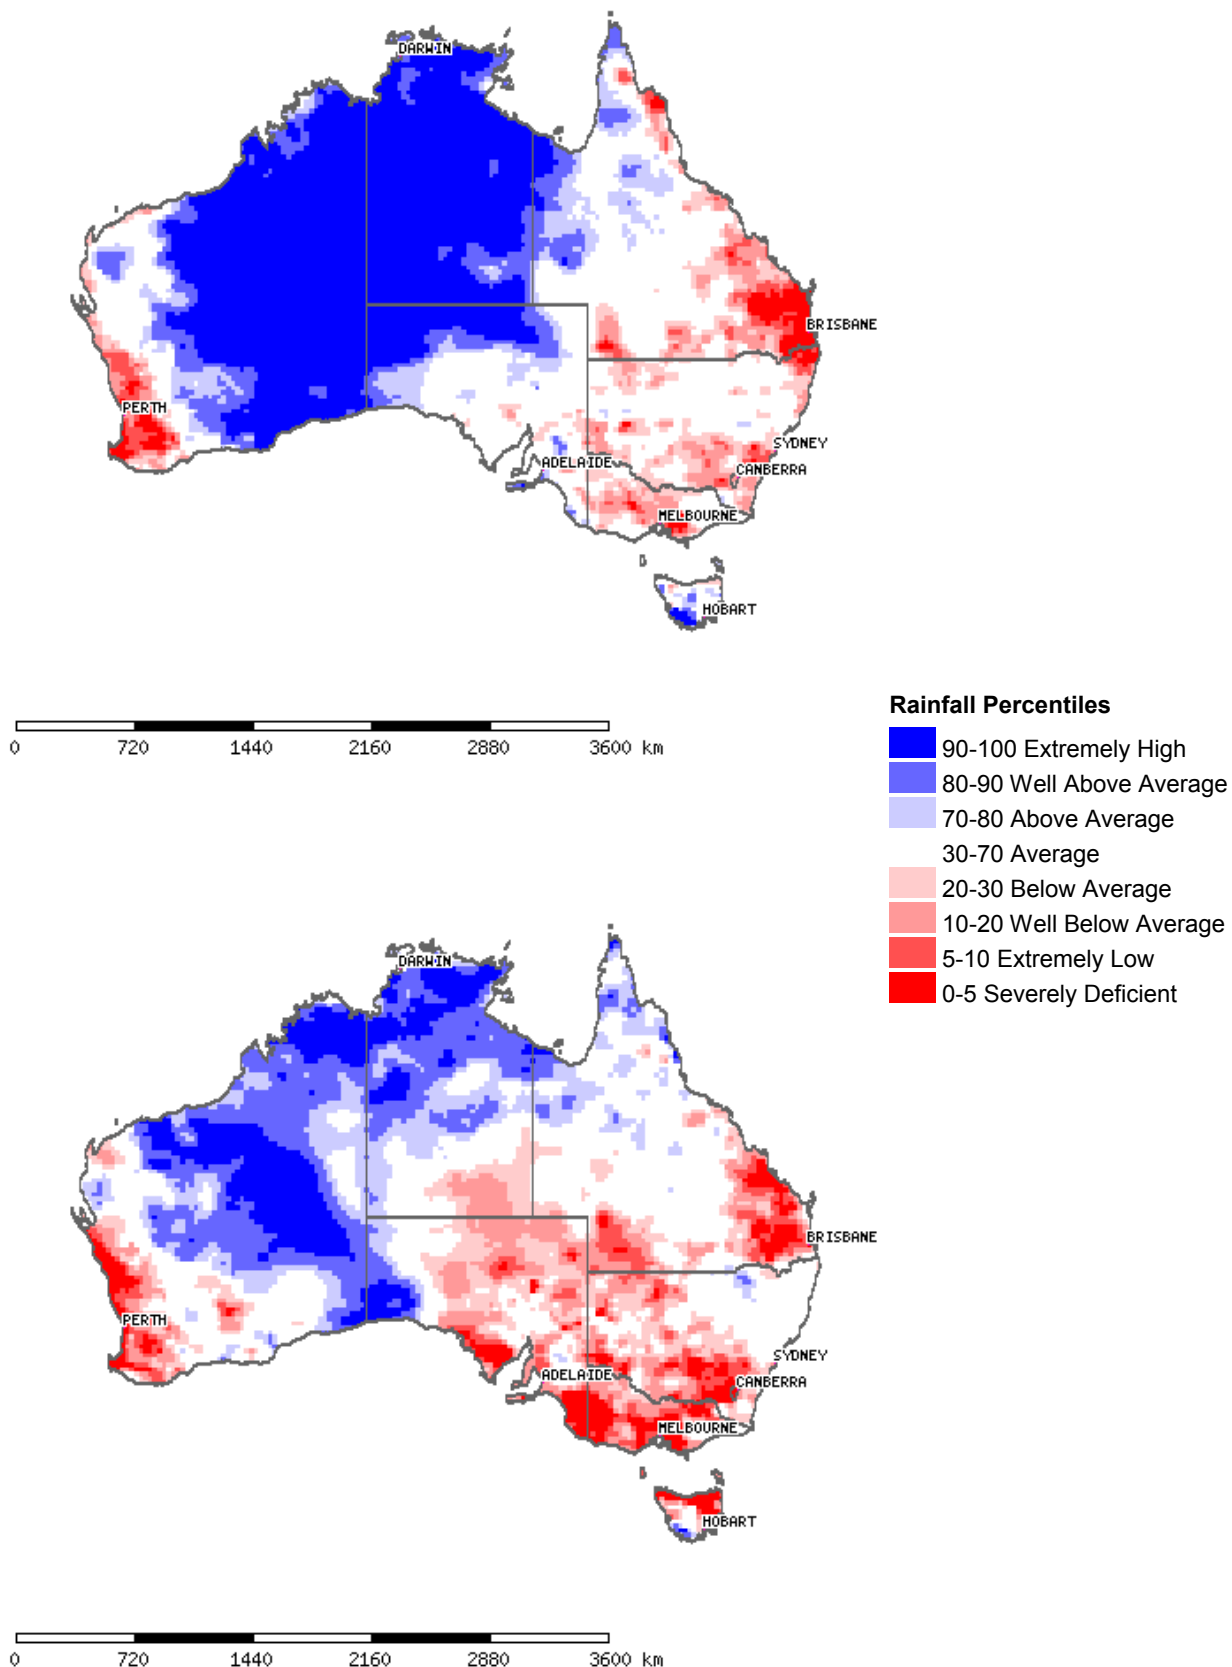 DARWIN
BRISBANE
PERTH
SYDNEY
ADELAIDE
CANBERRA
MELBOURNE
HOBART
0 720 1440 2160 2880 3600 km
Rainfall Percentiles
90-100 Extremely High
80-90 Well Above Average
70-80 Above Average
30-70 Average
20-30 Below Average
10-20 Well Below Average
5-10 Extremely Low
0-5 Severely Deficient
DARWIN
BRISBANE
PERTH
SYDNEY
ADELAIDE
CANBERRA
MELBOURNE
HOBART
0 720 1440 2160 2880 3600 km